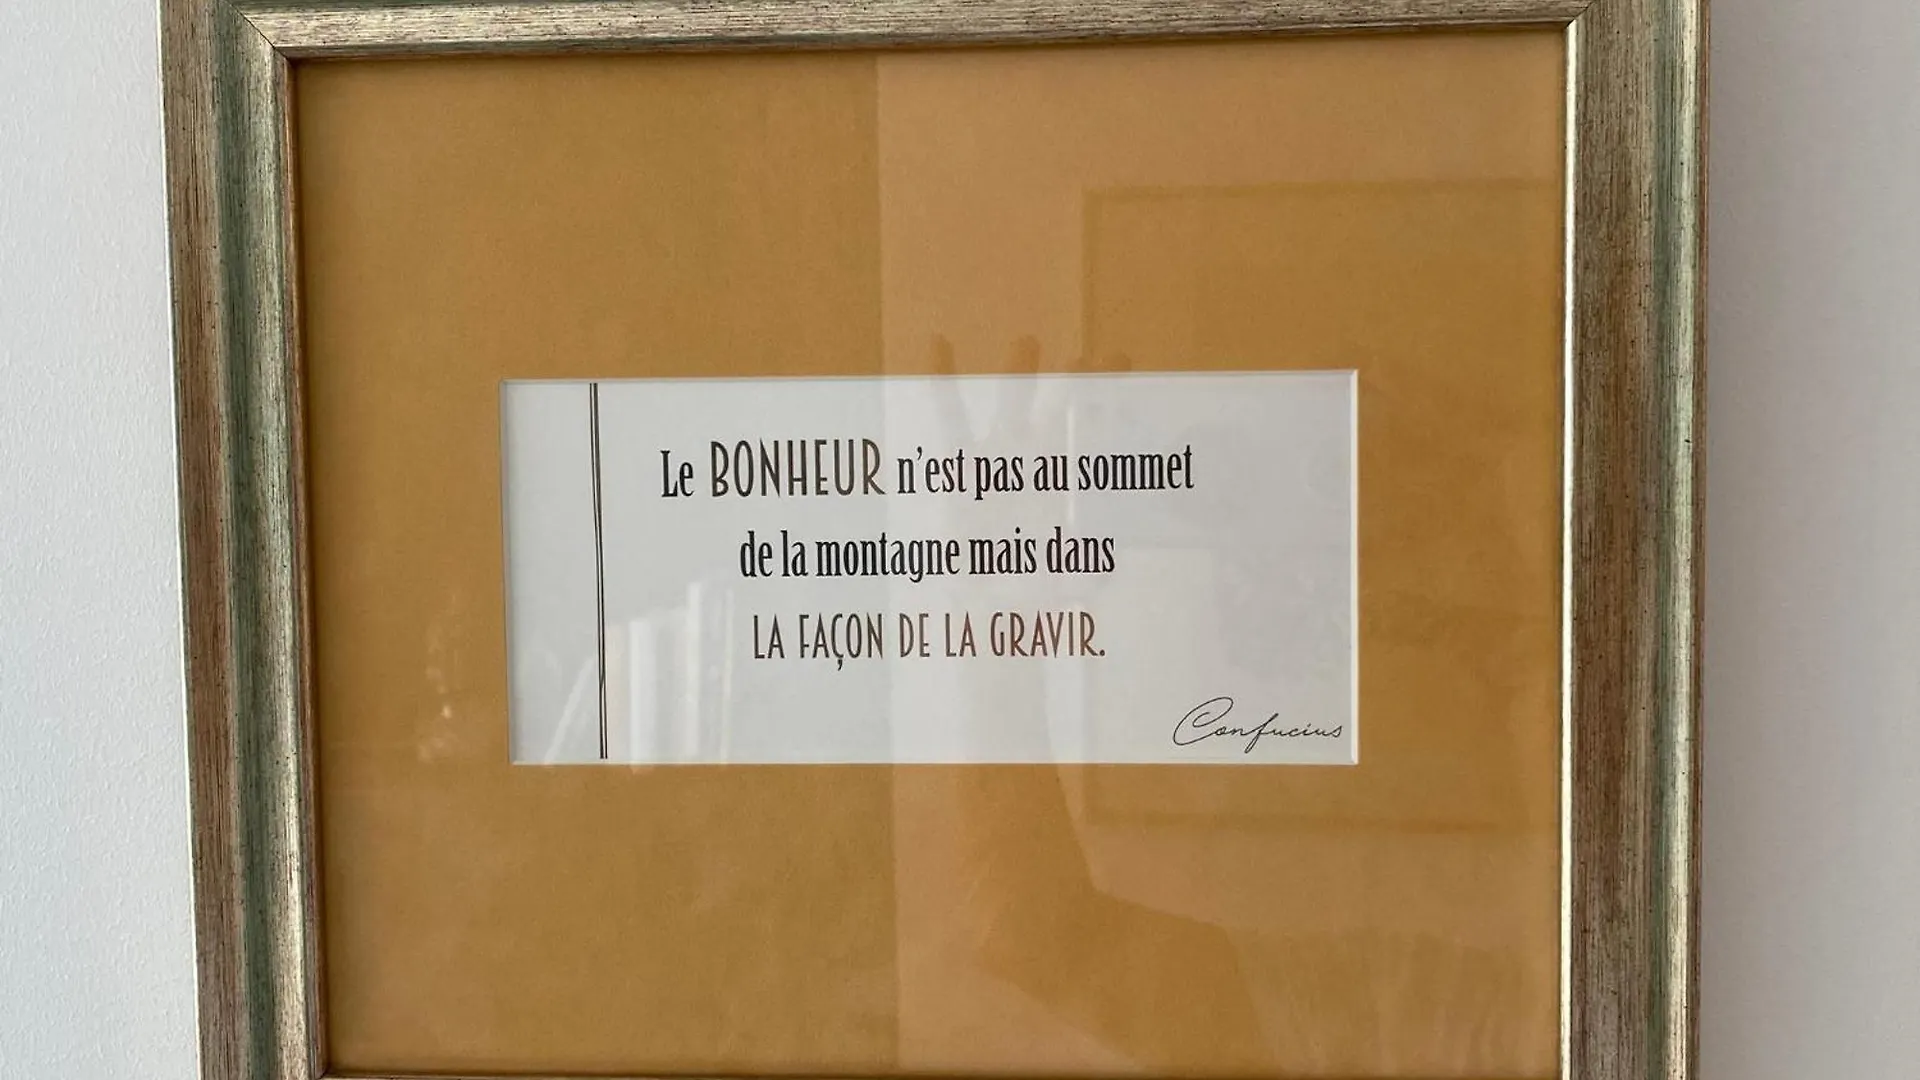 Le BONHEUR n'est pas au sommet
de la montagne mais dans
LA FAÇON DE LA GRAVIR.
Confucius